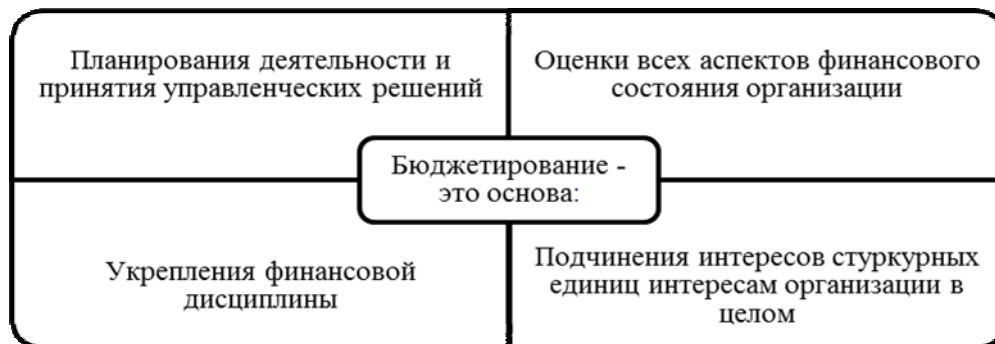 Планирования деятельности и
принятия управленческих решений
Оценки всех аспектов финансового
состояния организации
Бюджетирование -
это основа:
Укрепления финансовой
дисциплины
Подчинения интересов стуркурных
единиц интересам организации в
целом